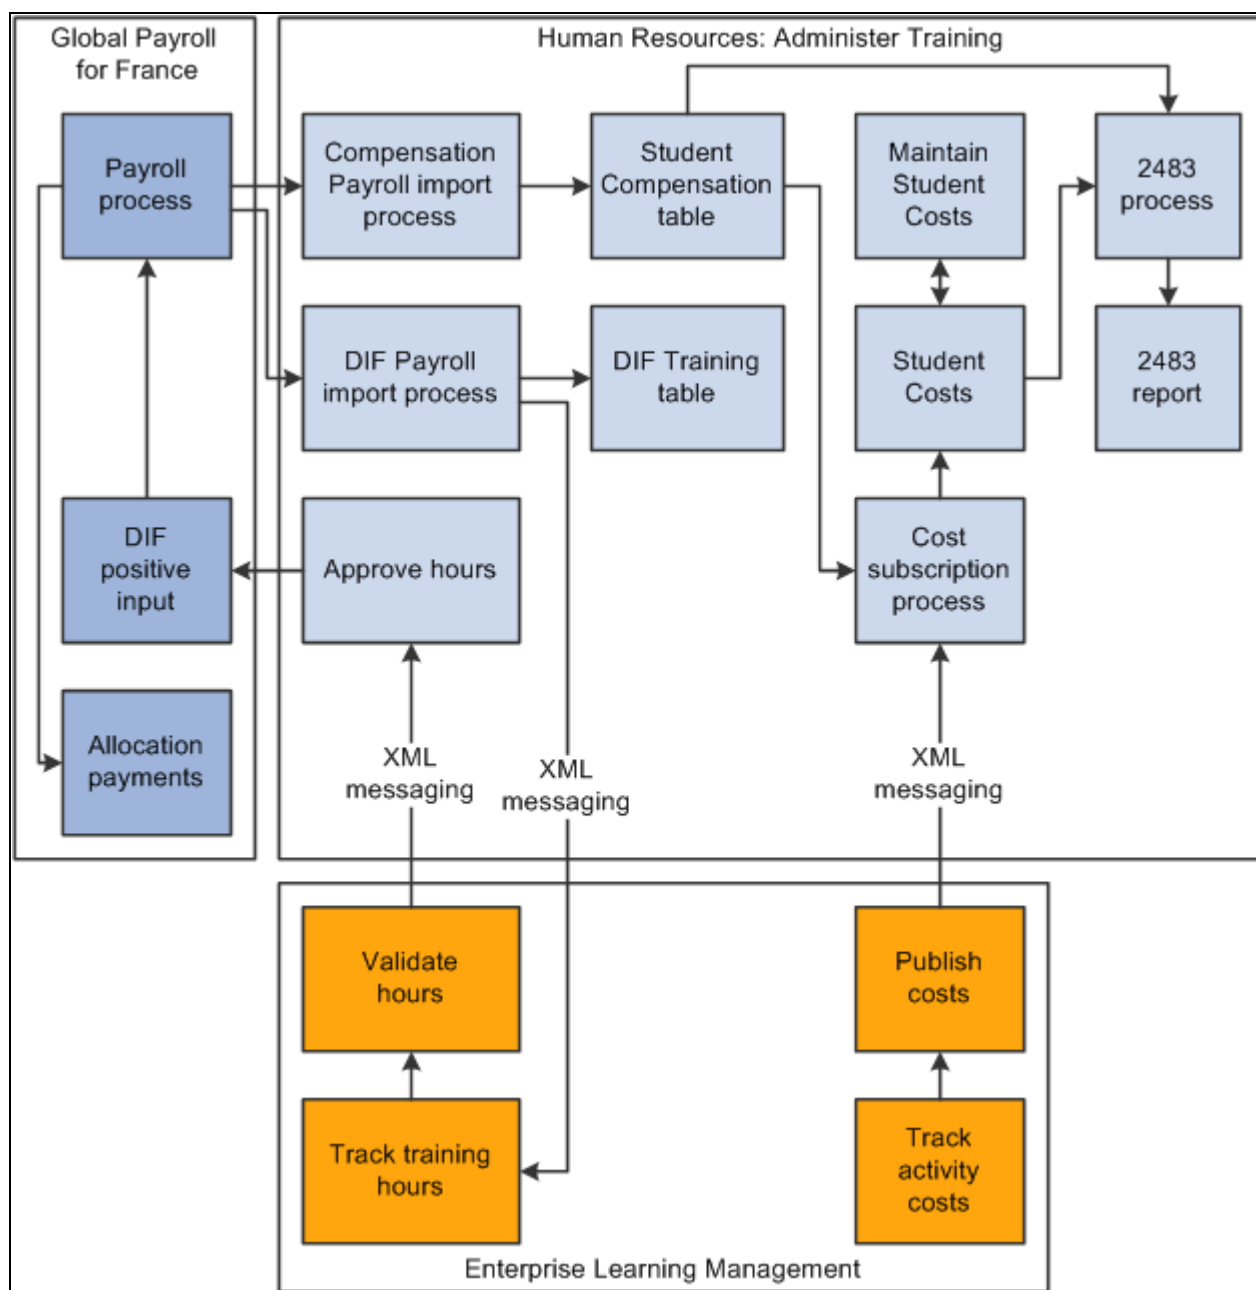 Global Payroll
for France
Human Resources: Administer Training
Payroll
process
Compensation
Payroll import
process
Student
Compensation
table
Maintain
Student
Costs
2483
process
DIF Payroll
import process
DIF Training
table
Student
Costs
2483
report
DIF
positive
input
Approve hours
Cost
subscription
process
Allocation
payments
XML
messaging
XML
messaging
XML
messaging
Validate
hours
Publish
costs
Track training
hours
Track
activity
costs
Enterprise Learning Management